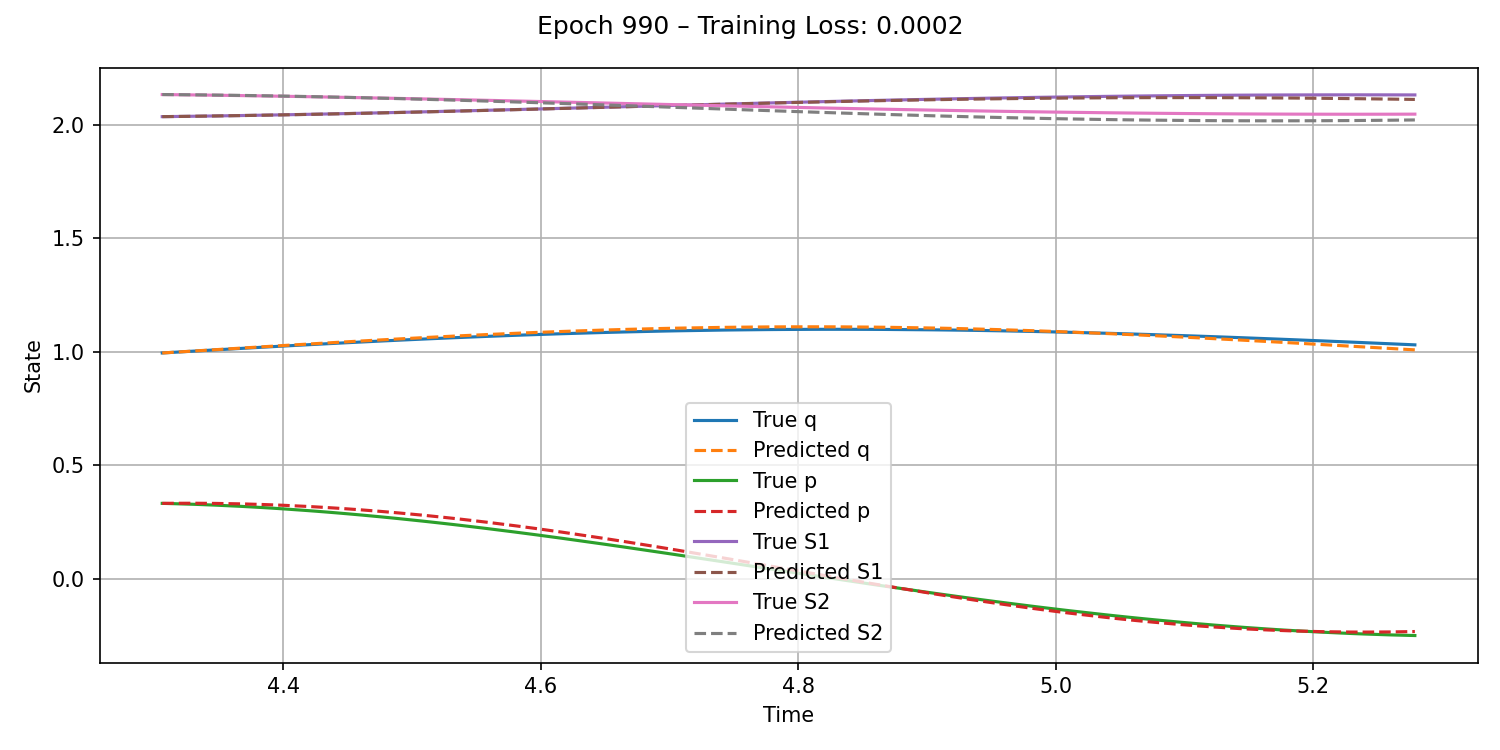 Epoch 990 – Training Loss: 0.0002
2.0
1.5
1.0
0.5
0.0
State
True q
Predicted q
True p
Predicted p
True S1
Predicted S1
True S2
Predicted S2
4.4 4.6 4.8 5.0 5.2
Time